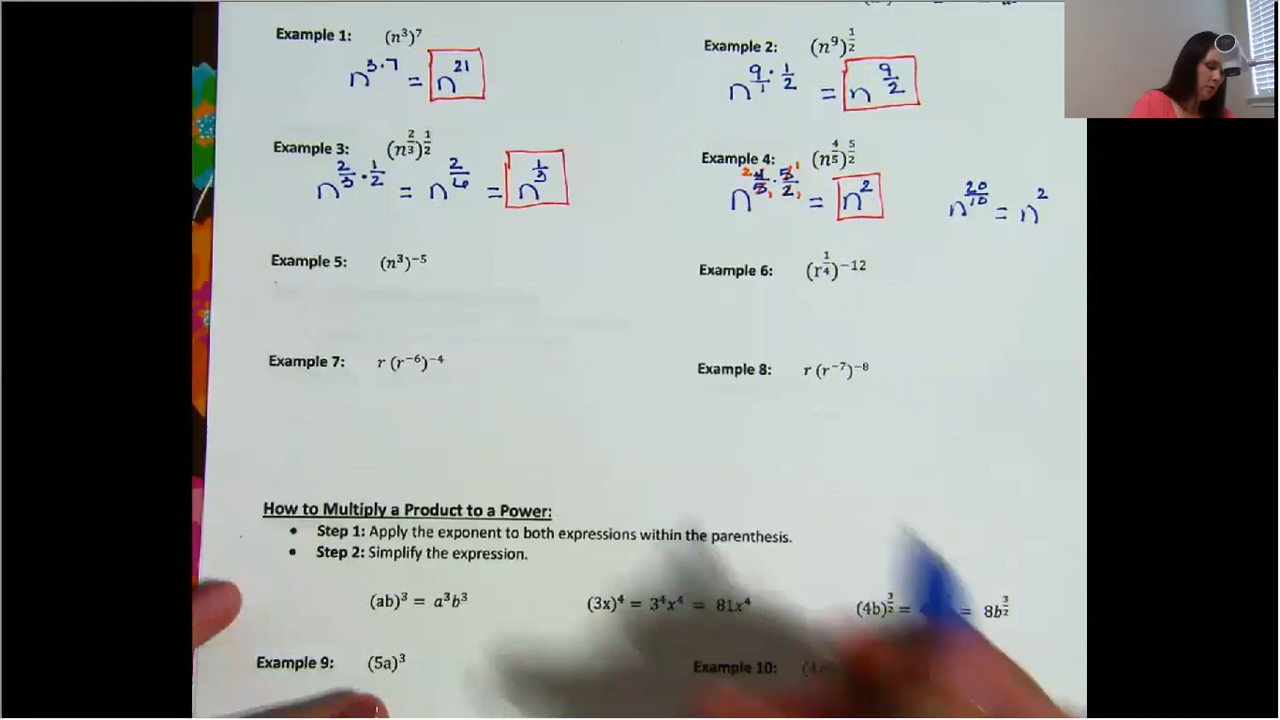 Example 1: (n³)⁷
n^{3·7} = n^{21}
Example 2: (n⁹)^{1/2}
n^{9/1 · 1/2} = n^{9/2}
Example 3: (n^{2/3})^{1/2}
n^{2/3 · 1/2} = n^{2/6} = n^{1/3}
Example 4: (n^{4/5})^{5/2}
n^{4/5 · 5/2} = n² n^{20/10} = n²
Example 5: (n³)⁻⁵
Example 6: (r^{1/4})⁻¹²
Example 7: r (r⁻⁶)⁻⁴
Example 8: r (r⁻⁷)⁻⁸
How to Multiply a Product to a Power:
• Step 1: Apply the exponent to both expressions within the parenthesis.
• Step 2: Simplify the expression.
(ab)³ = a³b³
(3x)⁴ = 3⁴x⁴ = 81x⁴
(4b)^{3/2} = = 8b^{3/2}
Example 9: (5a)³
Example 10: